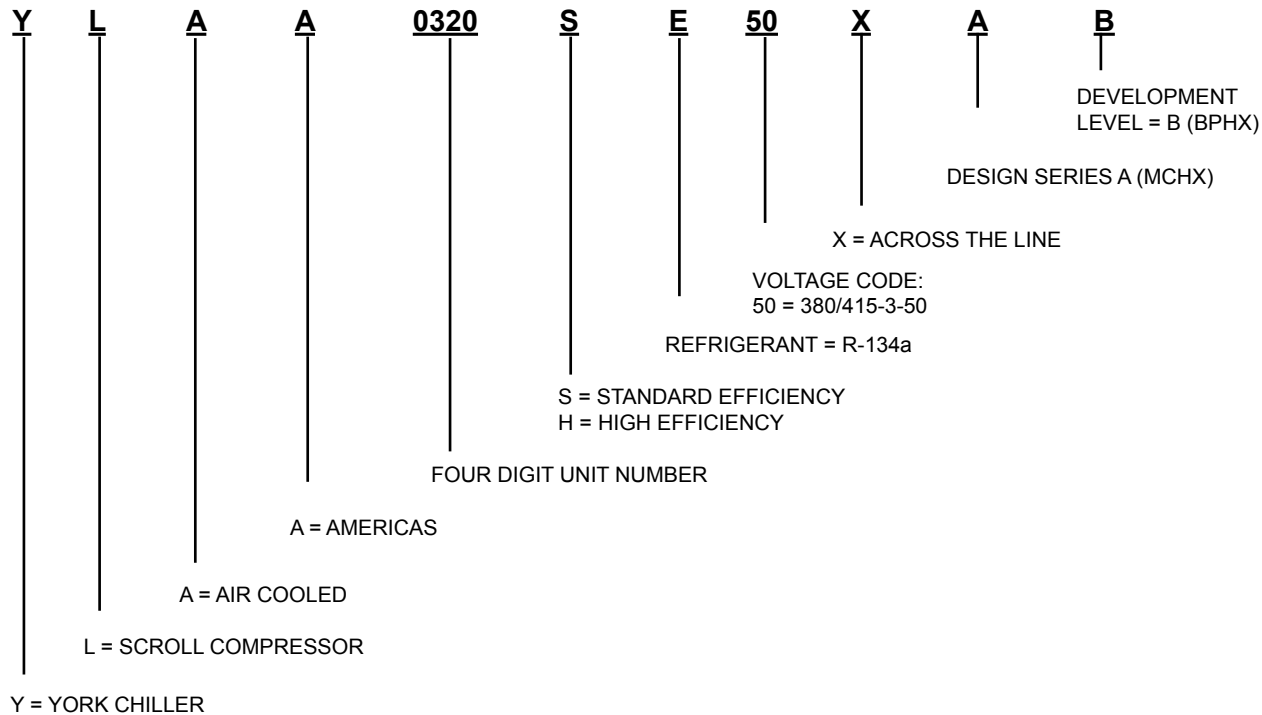 Y L A A 0320 S E 50 X A B
DEVELOPMENT
LEVEL = B (BPHX)
DESIGN SERIES A (MCHX)
X = ACROSS THE LINE
VOLTAGE CODE:
50 = 380/415-3-50
REFRIGERANT = R-134a
S = STANDARD EFFICIENCY
H = HIGH EFFICIENCY
FOUR DIGIT UNIT NUMBER
A = AMERICAS
A = AIR COOLED
L = SCROLL COMPRESSOR
Y = YORK CHILLER